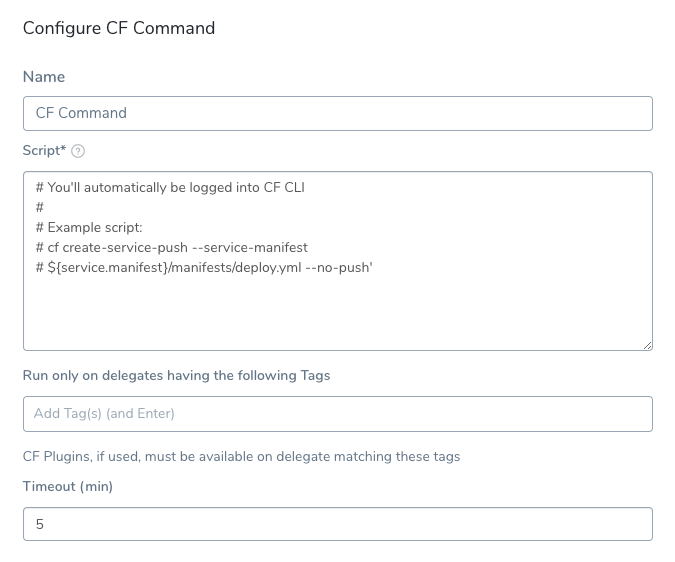 Configure CF Command
Name
CF Command
Script* ?
# You'll automatically be logged into CF CLI
#
# Example script:
# cf create-service-push --service-manifest
# ${service.manifest}/manifests/deploy.yml --no-push'
Run only on delegates having the following Tags
Add Tag(s) (and Enter)
CF Plugins, if used, must be available on delegate matching these tags
Timeout (min)
5